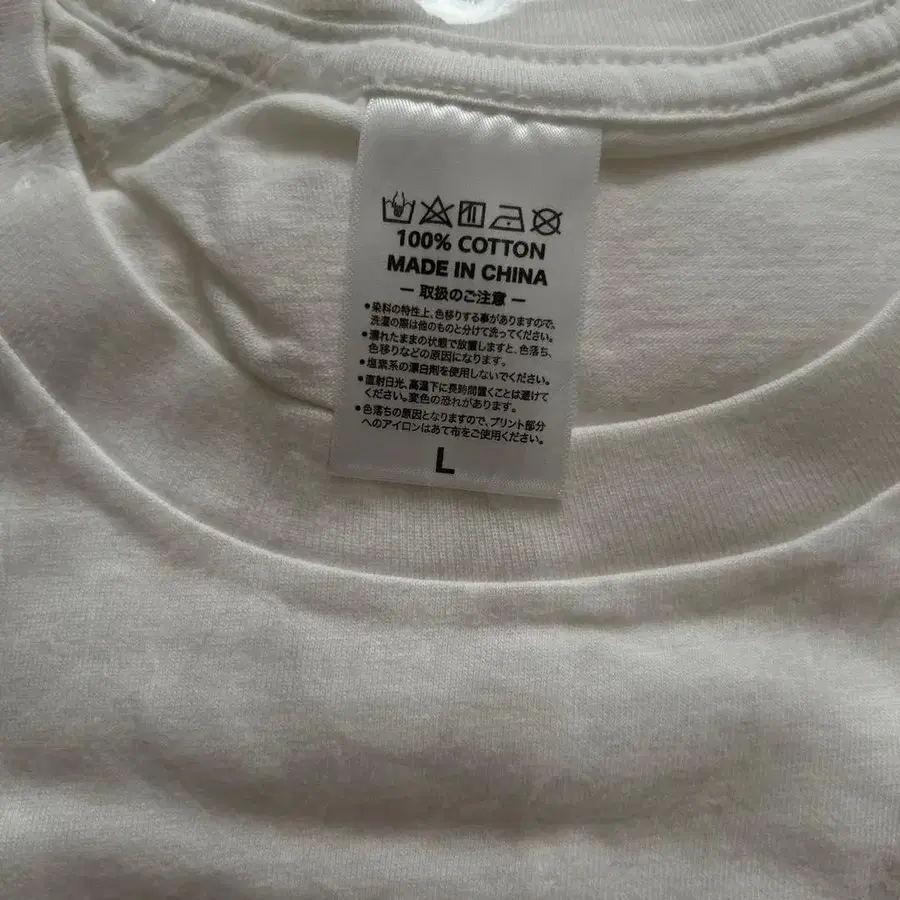 100% COTTON
MADE IN CHINA
— 取扱のご注意 —
•染料の特性上、色移りする事がありますので、
洗濯の際は他のものと分けて洗ってください。
•濡れたままの状態で放置しますと、色落ち、
色移りなどの原因になります。
•塩素系の漂白剤を使用しないでください。
•直射日光、高温下に長時間置くことは避けて
ください。変色の恐れがあります。
•色落ちの原因となりますので、プリント部分
へのアイロンはあて布をご使用ください。
L